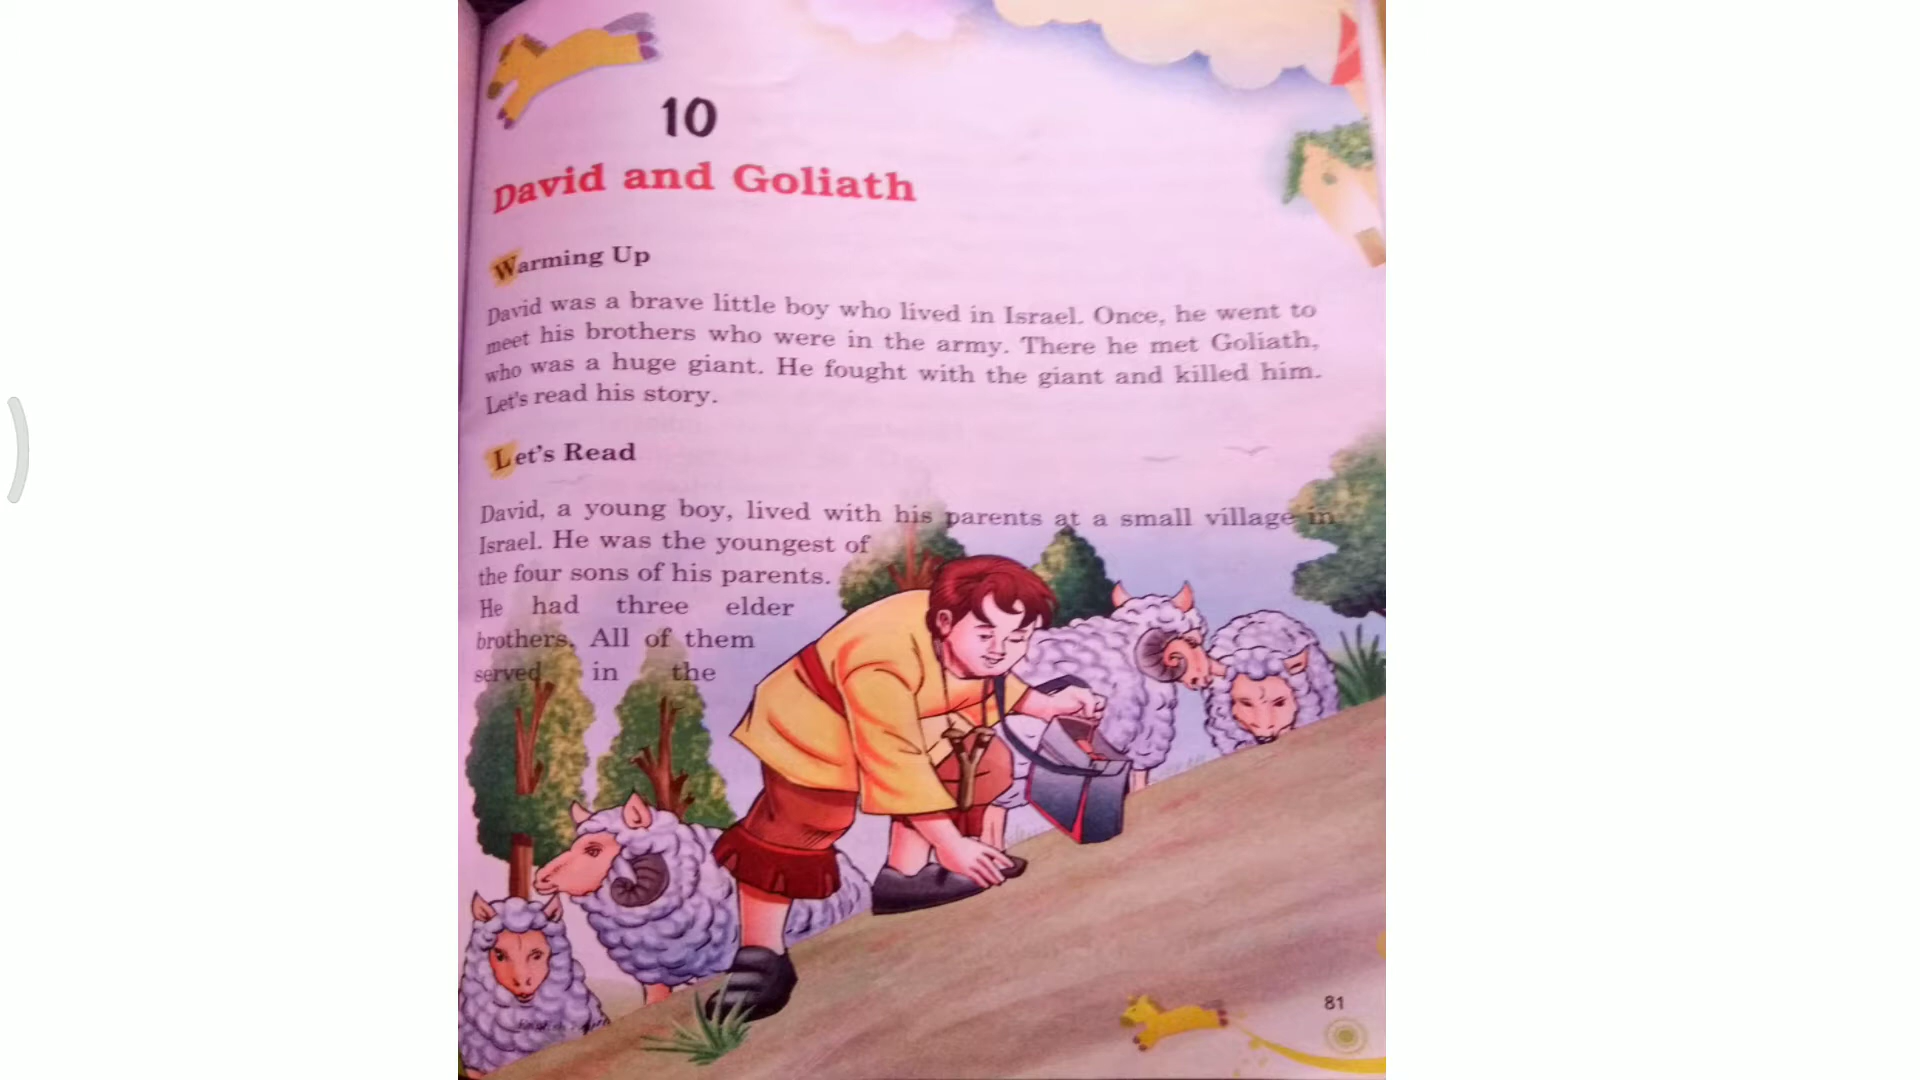 10
David and Goliath
Warming Up
David was a brave little boy who lived in Israel. Once, he went to
meet his brothers who were in the army. There he met Goliath,
who was a huge giant. He fought with the giant and killed him.
Let's read his story.
Let's Read
David, a young boy, lived with his parents at a small village in
Israel. He was the youngest of
the four sons of his parents.
He had three elder
brothers. All of them
served in the
81